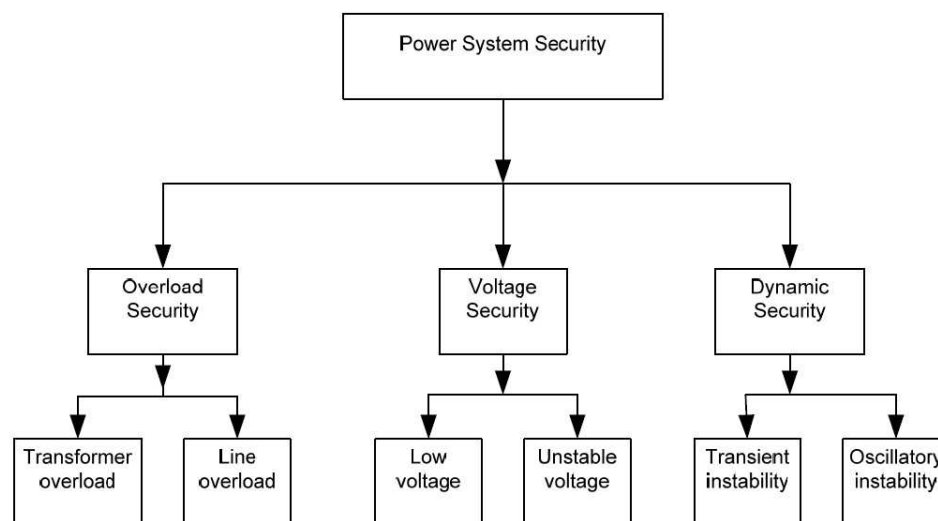 Power System Security
Overload
Security
Voltage
Security
Dynamic
Security
Transformer
overload
Line
overload
Low
voltage
Unstable
voltage
Transient
instability
Oscillatory
instability